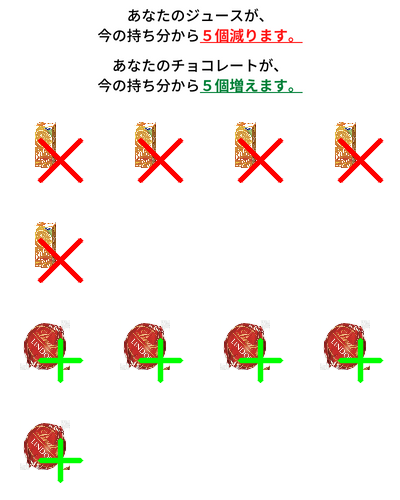 あなたのジュースが、
今の持ち分から５個減ります。
あなたのチョコレートが、
今の持ち分から５個増えます。